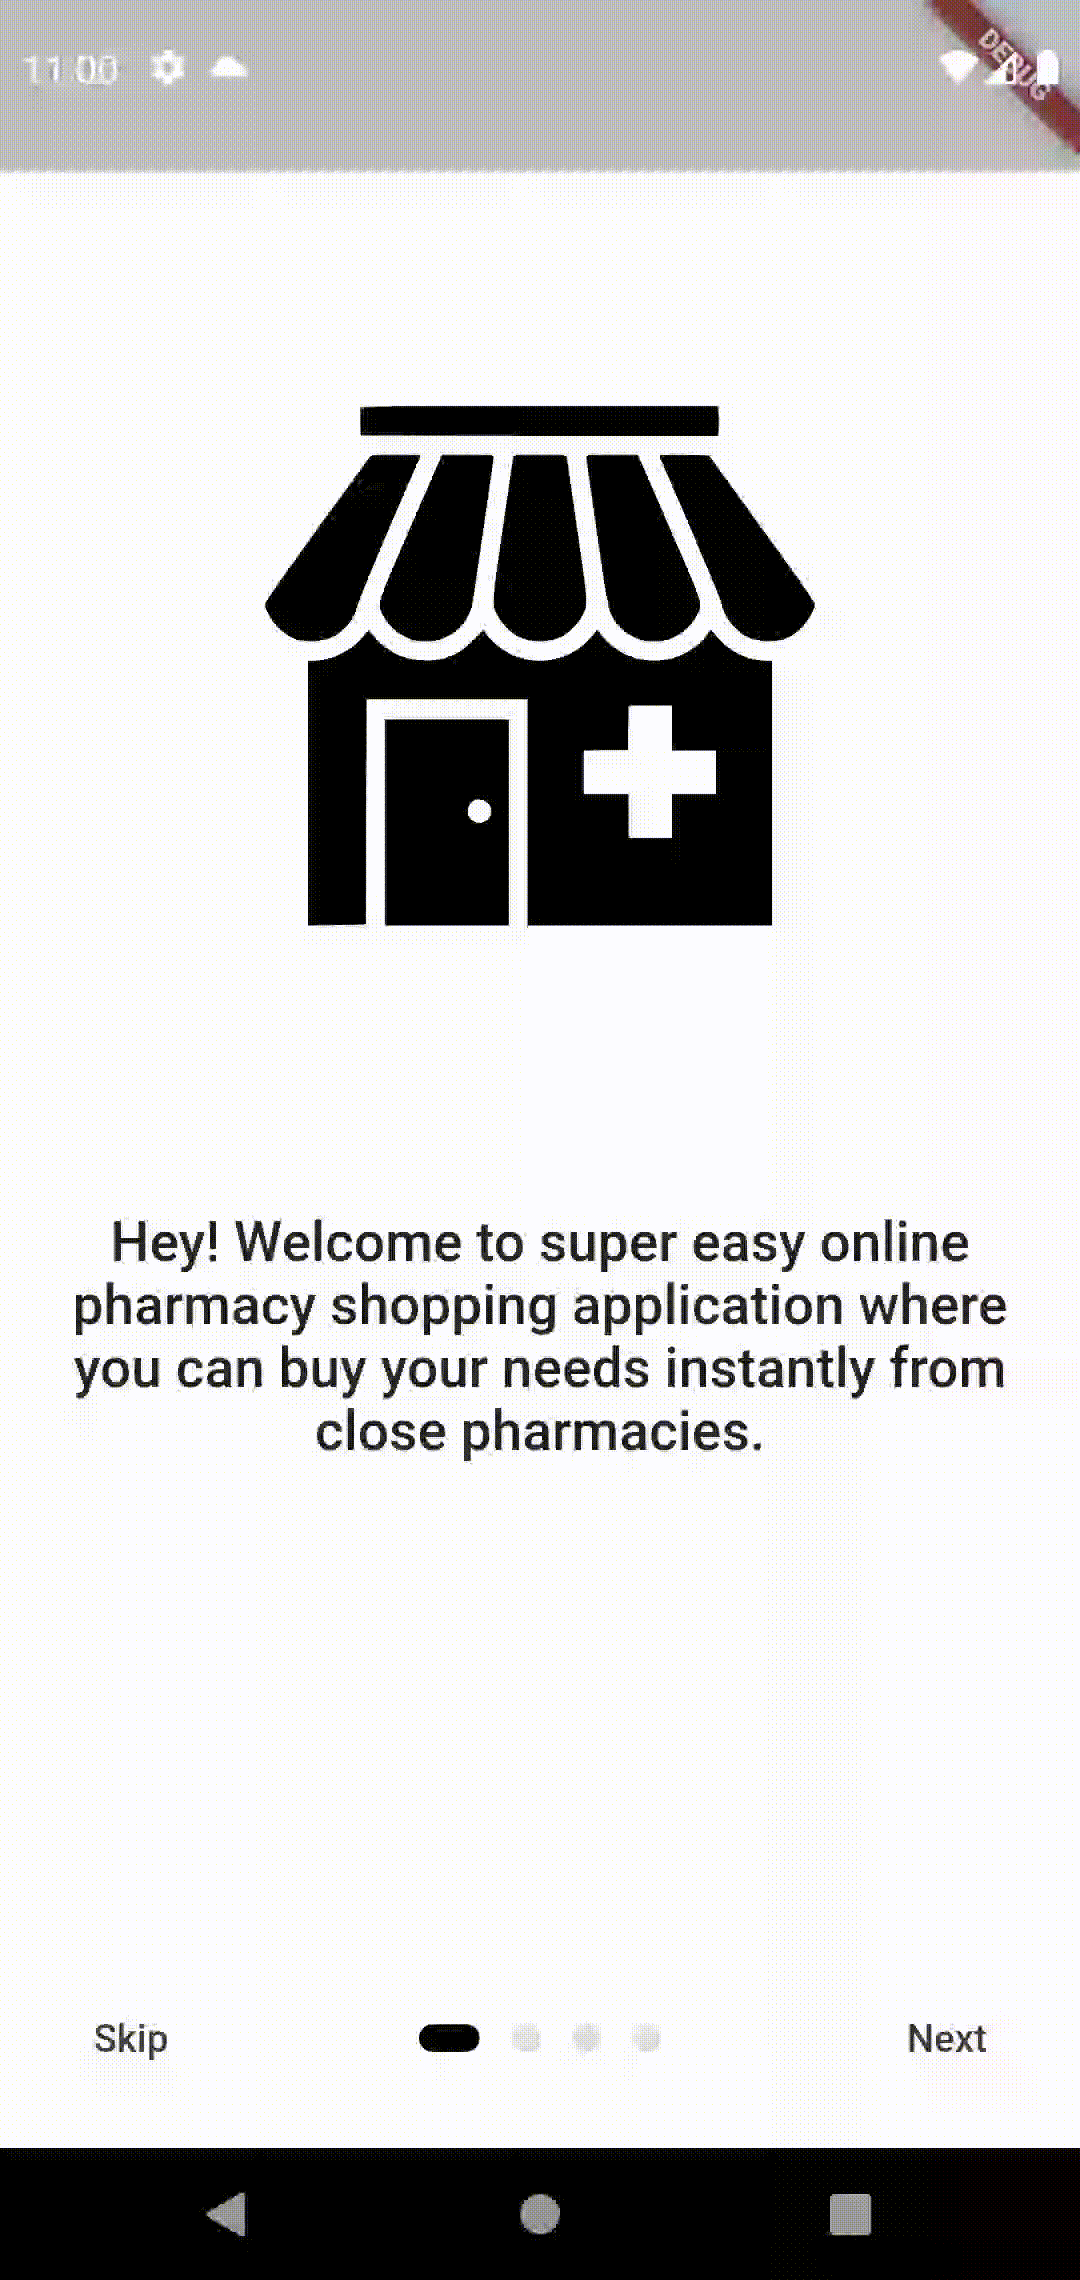 11:00
DEBUG
Hey! Welcome to super easy online
pharmacy shopping application where
you can buy your needs instantly from
close pharmacies.
Skip
Next